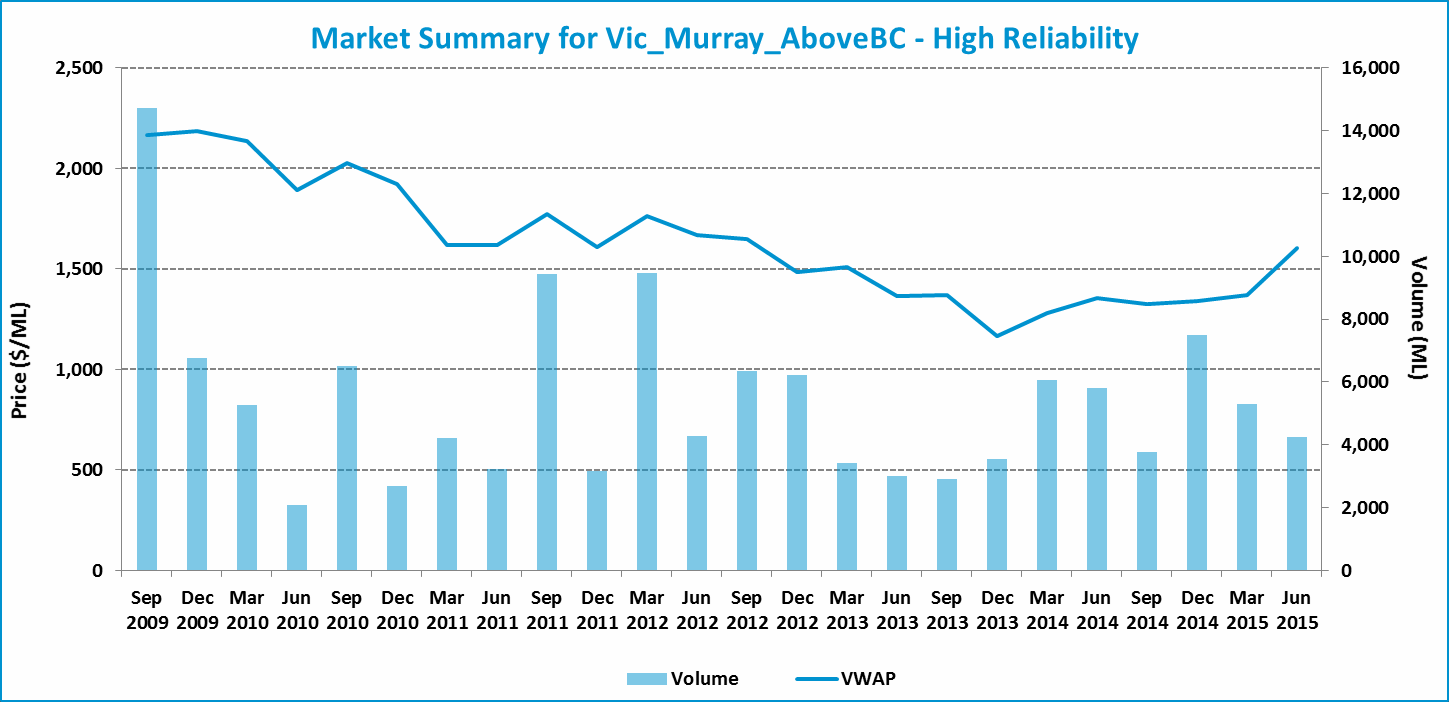 Market Summary for Vic_Murray_AboveBC - High Reliability
2,500
2,000
1,500
1,000
500
0
Price ($/ML)
16,000
14,000
12,000
10,000
8,000
6,000
4,000
2,000
0
Volume (ML)
Sep Dec Mar Jun Sep Dec Mar Jun Sep Dec Mar Jun Sep Dec Mar Jun Sep Dec Mar Jun Sep Dec Mar Jun
2009 2009 2010 2010 2010 2010 2011 2011 2011 2011 2012 2012 2012 2012 2013 2013 2013 2013 2014 2014 2014 2014 2015 2015
Volume VWAP